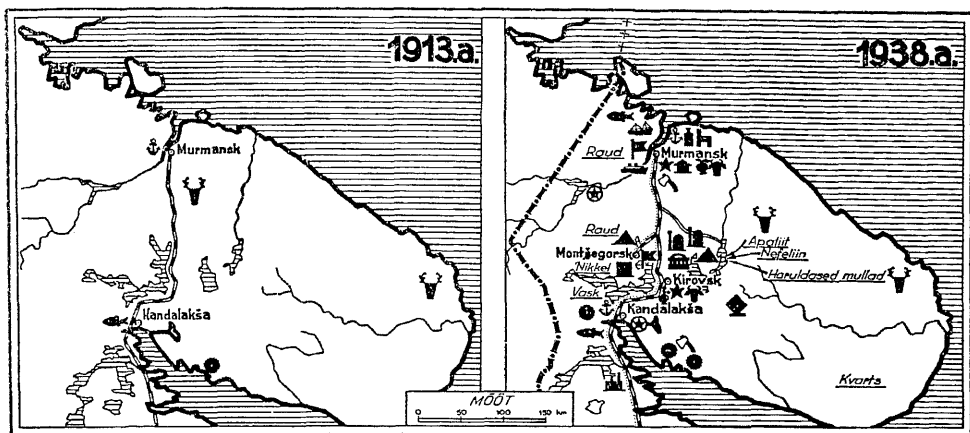 1913.a.
Murmansk
Kandalakša
1938.a.
Raud
Murmansk
Raud
Montšegorsk
Nikkel
Apatiit
Nefeliin
Haruldased mullad
Kirovsk
Vask
Kandalakša
Kvarts
MÕÕT
0 50 100 150 km